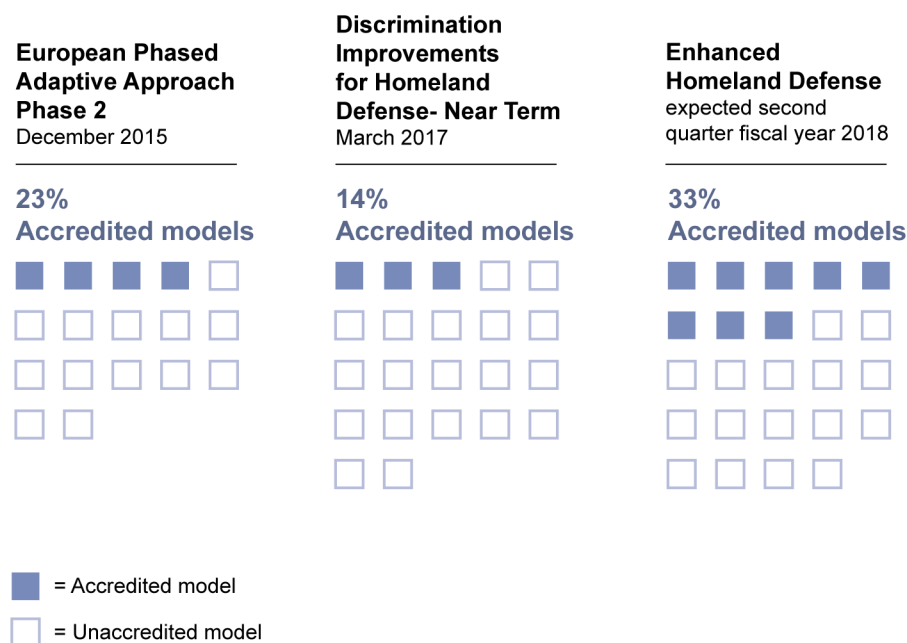 European Phased
Adaptive Approach
Phase 2
December 2015
23%
Accredited models
Discrimination
Improvements
for Homeland
Defense- Near Term
March 2017
14%
Accredited models
Enhanced
Homeland Defense
expected second
quarter fiscal year 2018
33%
Accredited models
= Accredited model
= Unaccredited model